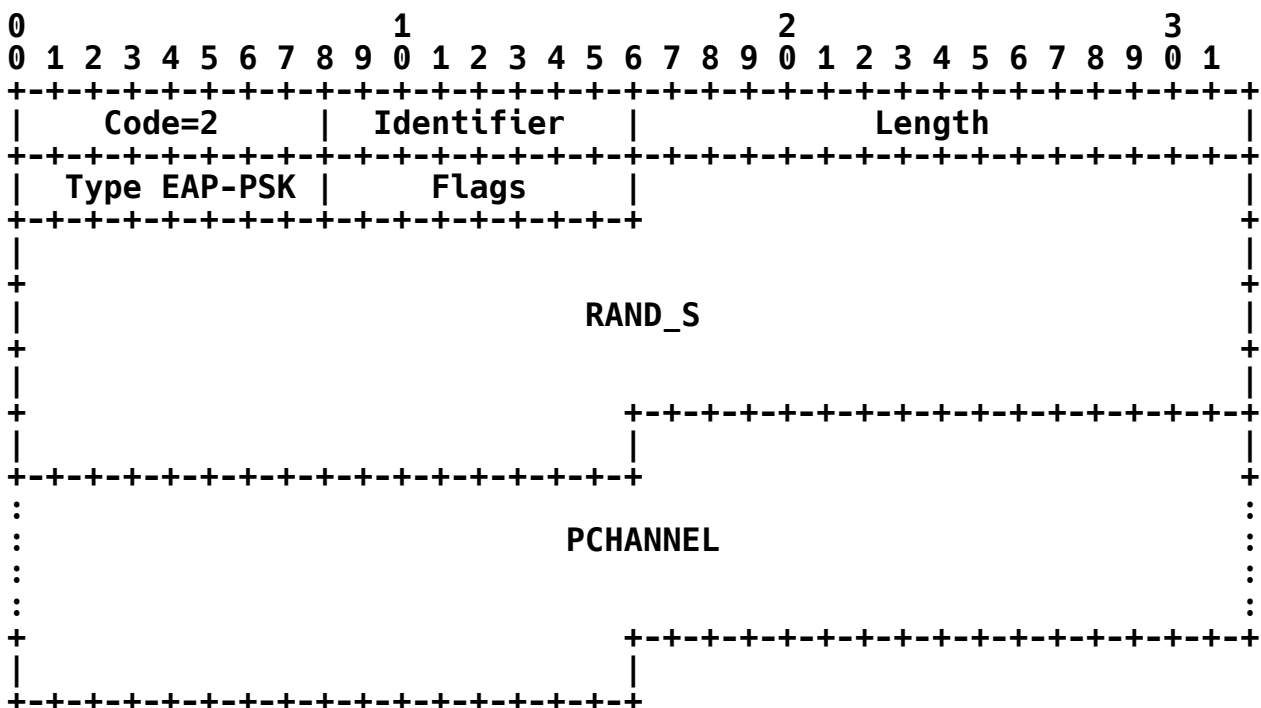 0                   1                   2                   3
0 1 2 3 4 5 6 7 8 9 0 1 2 3 4 5 6 7 8 9 0 1 2 3 4 5 6 7 8 9 0 1
+-+-+-+-+-+-+-+-+-+-+-+-+-+-+-+-+-+-+-+-+-+-+-+-+-+-+-+-+-+-+-+-+
|    Code=2     |  Identifier   |            Length             |
+-+-+-+-+-+-+-+-+-+-+-+-+-+-+-+-+-+-+-+-+-+-+-+-+-+-+-+-+-+-+-+-+
|  Type EAP-PSK |     Flags     |                               |
+-+-+-+-+-+-+-+-+-+-+-+-+-+-+-+-+                               +
|                                                               |
+                                                               +
|                             RAND_S                            |
+                                                               +
|                                                               |
+                               +-+-+-+-+-+-+-+-+-+-+-+-+-+-+-+-+
|                               |                               |
+-+-+-+-+-+-+-+-+-+-+-+-+-+-+-+-+                               +
:                                                               :
:                            PCHANNEL                           :
:                                                               :
:                                                               :
+                               +-+-+-+-+-+-+-+-+-+-+-+-+-+-+-+-+
|                               |
+-+-+-+-+-+-+-+-+-+-+-+-+-+-+-+-+